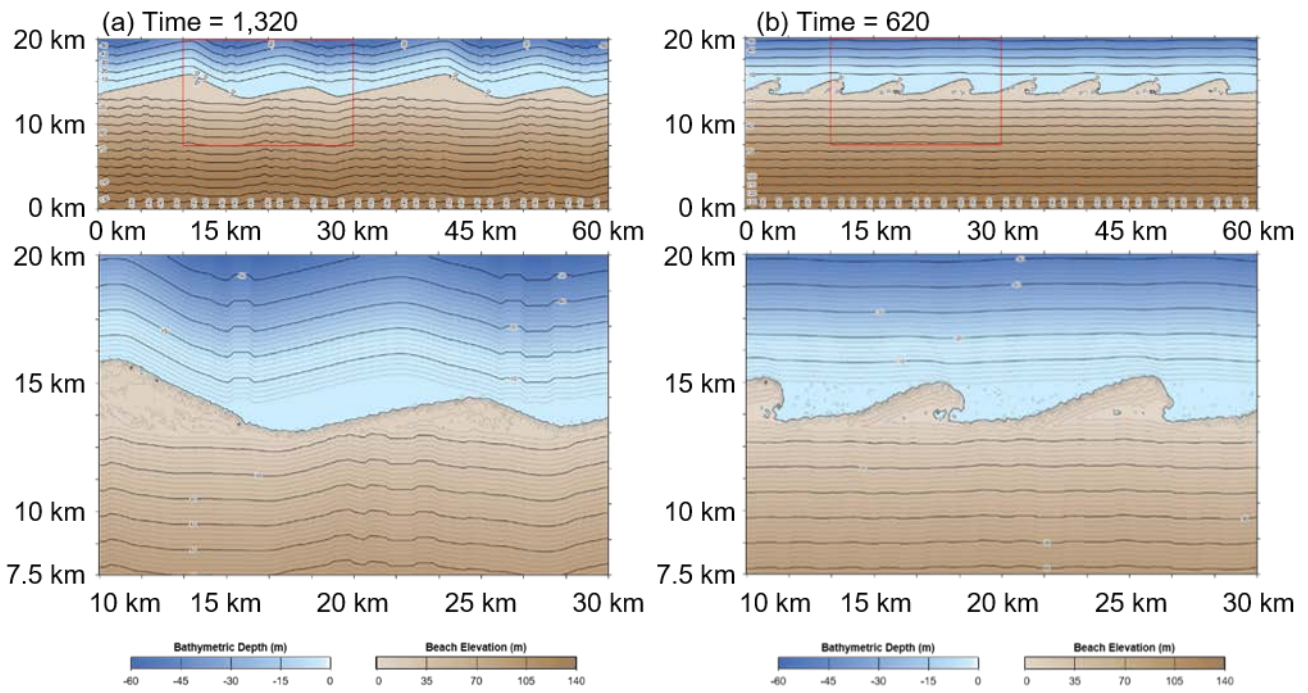 (a) Time = 1,320
20 km
10 km
0 km
0 km 15 km 30 km 45 km 60 km
20 km
15 km
10 km
7.5 km
10 km 15 km 20 km 25 km 30 km
Bathymetric Depth (m)
-60 -45 -30 -15 0
Beach Elevation (m)
0 35 70 105 140
(b) Time = 620
20 km
10 km
0 km
0 km 15 km 30 km 45 km 60 km
20 km
15 km
10 km
7.5 km
10 km 15 km 20 km 25 km 30 km
Bathymetric Depth (m)
-60 -45 -30 -15 0
Beach Elevation (m)
0 35 70 105 140